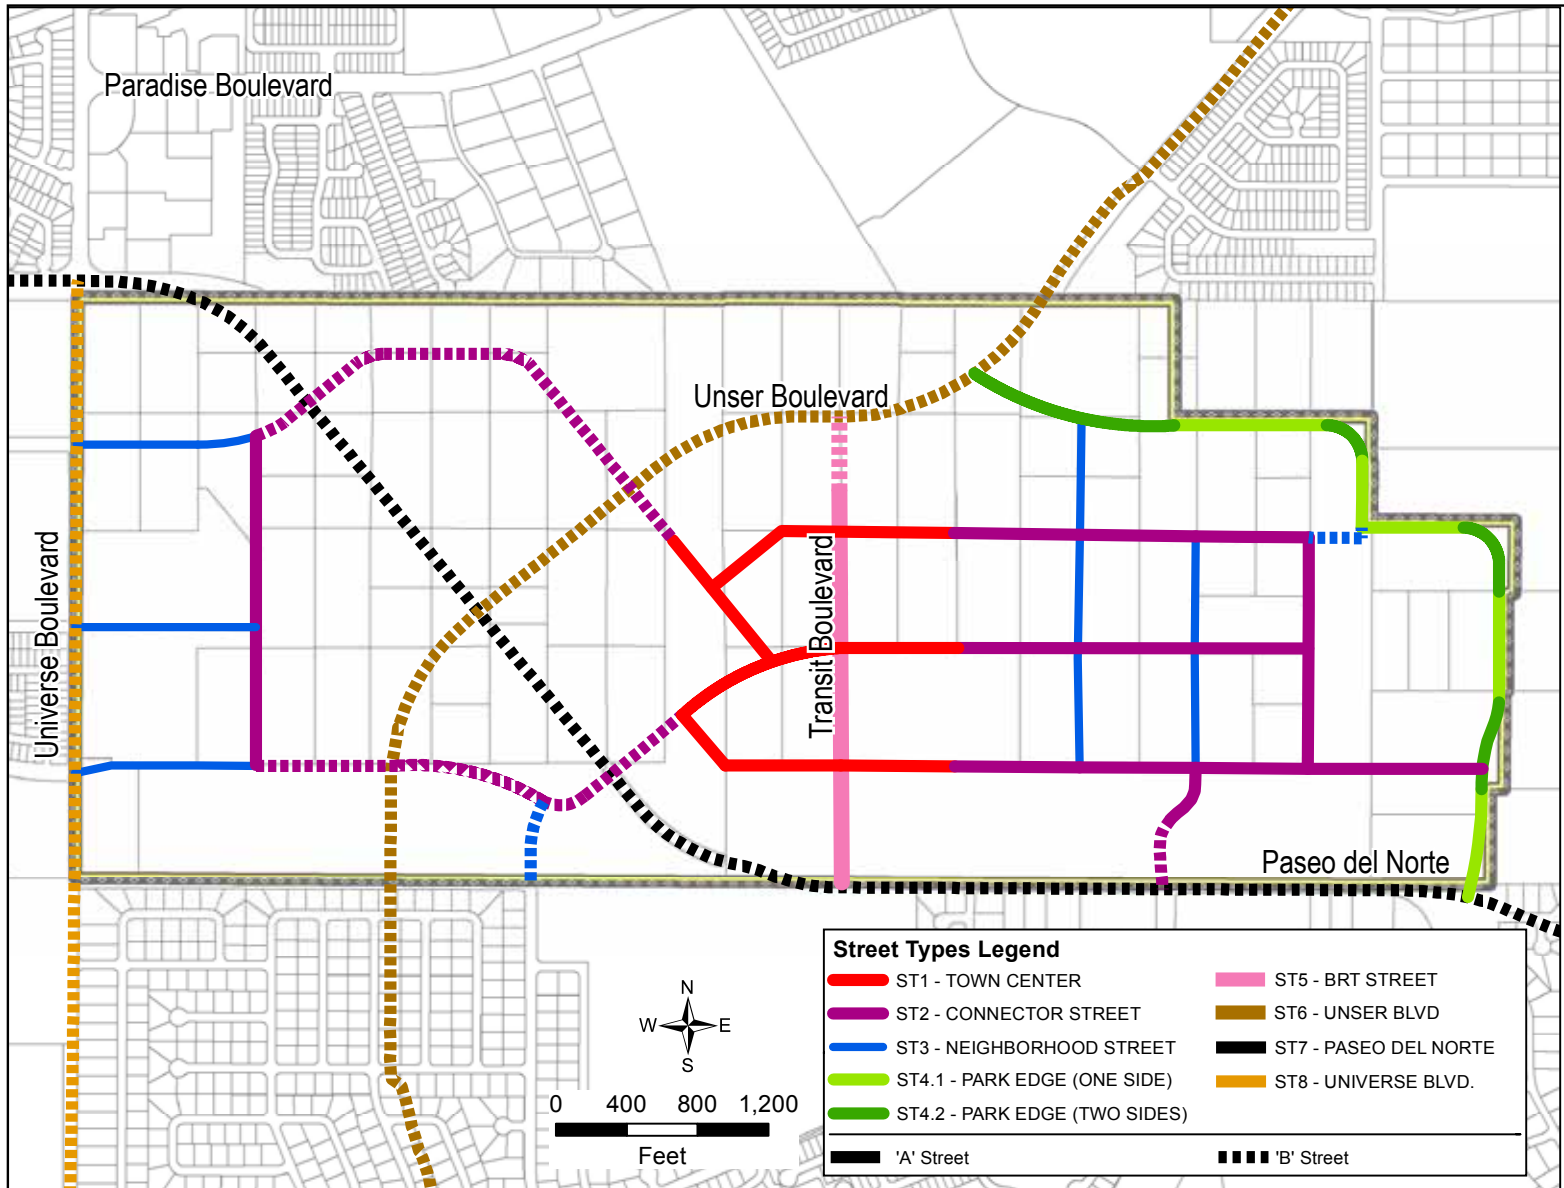 Paradise Boulevard
Unser Boulevard
Universe Boulevard
Transit Boulevard
Paseo del Norte
N
W E
S
0 400 800 1,200
Feet
Street Types Legend
ST1 - TOWN CENTER
ST2 - CONNECTOR STREET
ST3 - NEIGHBORHOOD STREET
ST4.1 - PARK EDGE (ONE SIDE)
ST4.2 - PARK EDGE (TWO SIDES)
ST5 - BRT STREET
ST6 - UNSER BLVD
ST7 - PASEO DEL NORTE
ST8 - UNIVERSE BLVD.
'A' Street
'B' Street